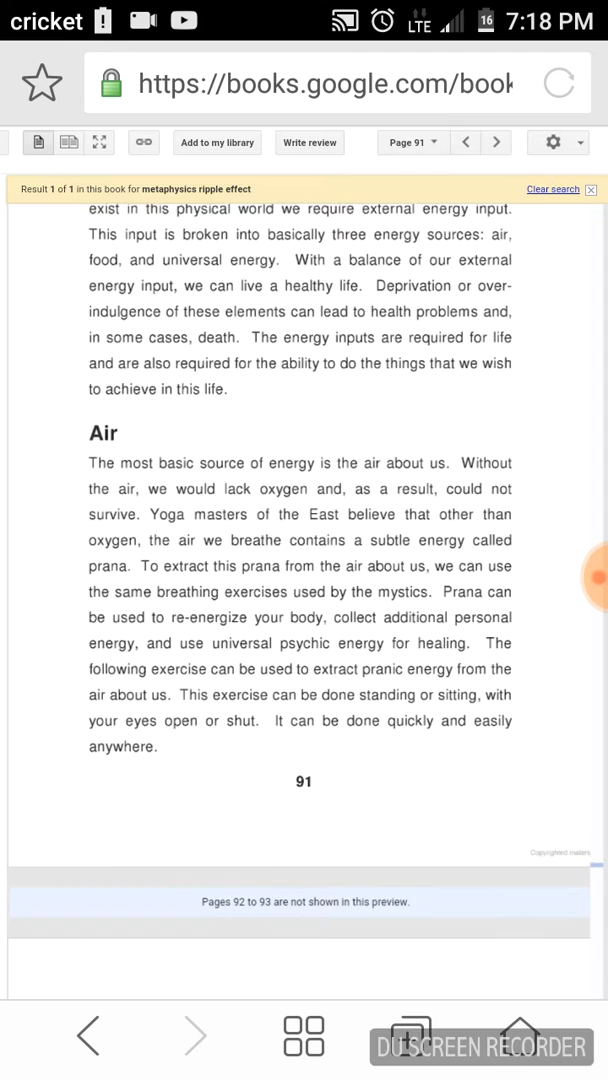 cricket 16 LTE 7:18 PM
https://books.google.com/book
Add to my library Write review Page 91
Result 1 of 1 in this book for metaphysics ripple effect Clear search
exist in this physical world we require external energy input.
This input is broken into basically three energy sources: air,
food, and universal energy. With a balance of our external
energy input, we can live a healthy life. Deprivation or over-
indulgence of these elements can lead to health problems and,
in some cases, death. The energy inputs are required for life
and are also required for the ability to do the things that we wish
to achieve in this life.
Air
The most basic source of energy is the air about us. Without
the air, we would lack oxygen and, as a result, could not
survive. Yoga masters of the East believe that other than
oxygen, the air we breathe contains a subtle energy called
prana. To extract this prana from the air about us, we can use
the same breathing exercises used by the mystics. Prana can
be used to re-energize your body, collect additional personal
energy, and use universal psychic energy for healing. The
following exercise can be used to extract pranic energy from the
air about us. This exercise can be done standing or sitting, with
your eyes open or shut. It can be done quickly and easily
anywhere.
91
Copyrighted materi
Pages 92 to 93 are not shown in this preview.
DU SCREEN RECORDER